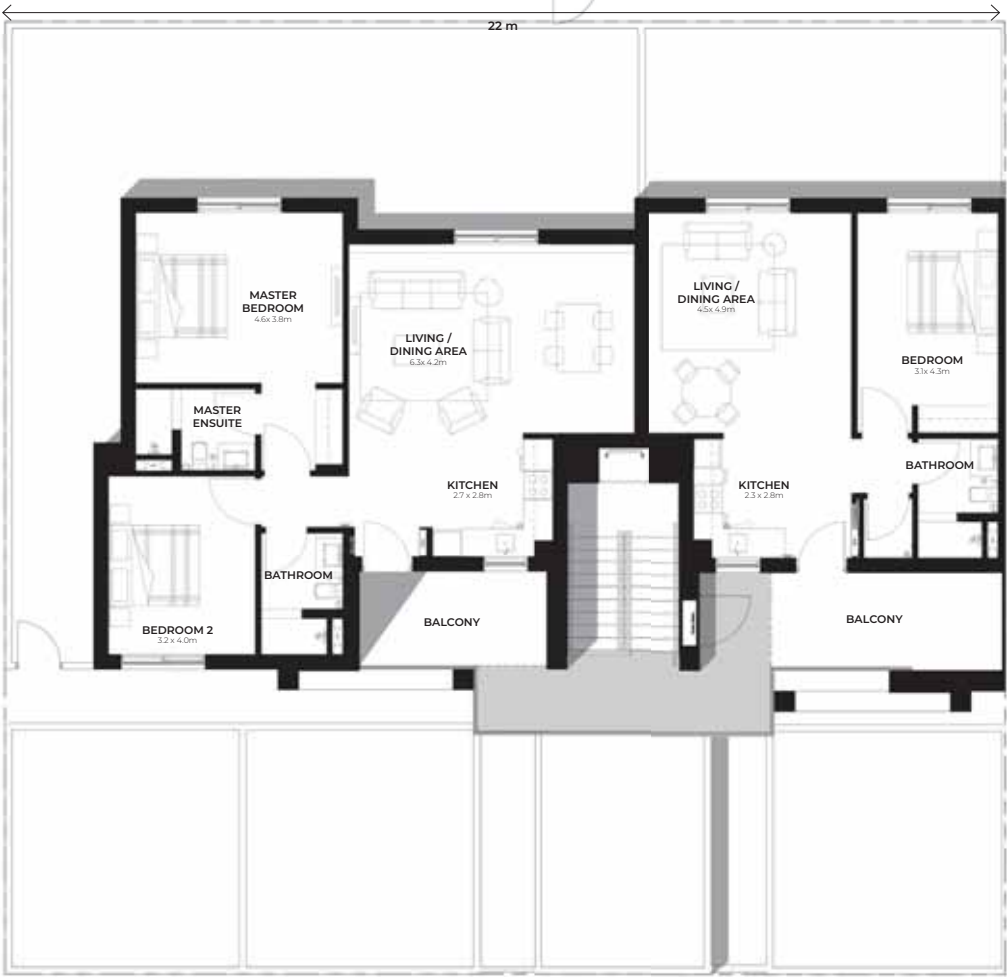 22 m
MASTER
BEDROOM
4.6x 3.8m
LIVING /
DINING AREA
6.3x 4.2m
LIVING /
DINING AREA
4.5x 4.9m
BEDROOM
3.1x 4.3m
MASTER
ENSUITE
KITCHEN
2.7 x 2.8m
KITCHEN
2.3 x 2.8m
BATHROOM
BATHROOM
BEDROOM 2
3.2 x 4.0m
BALCONY
BALCONY